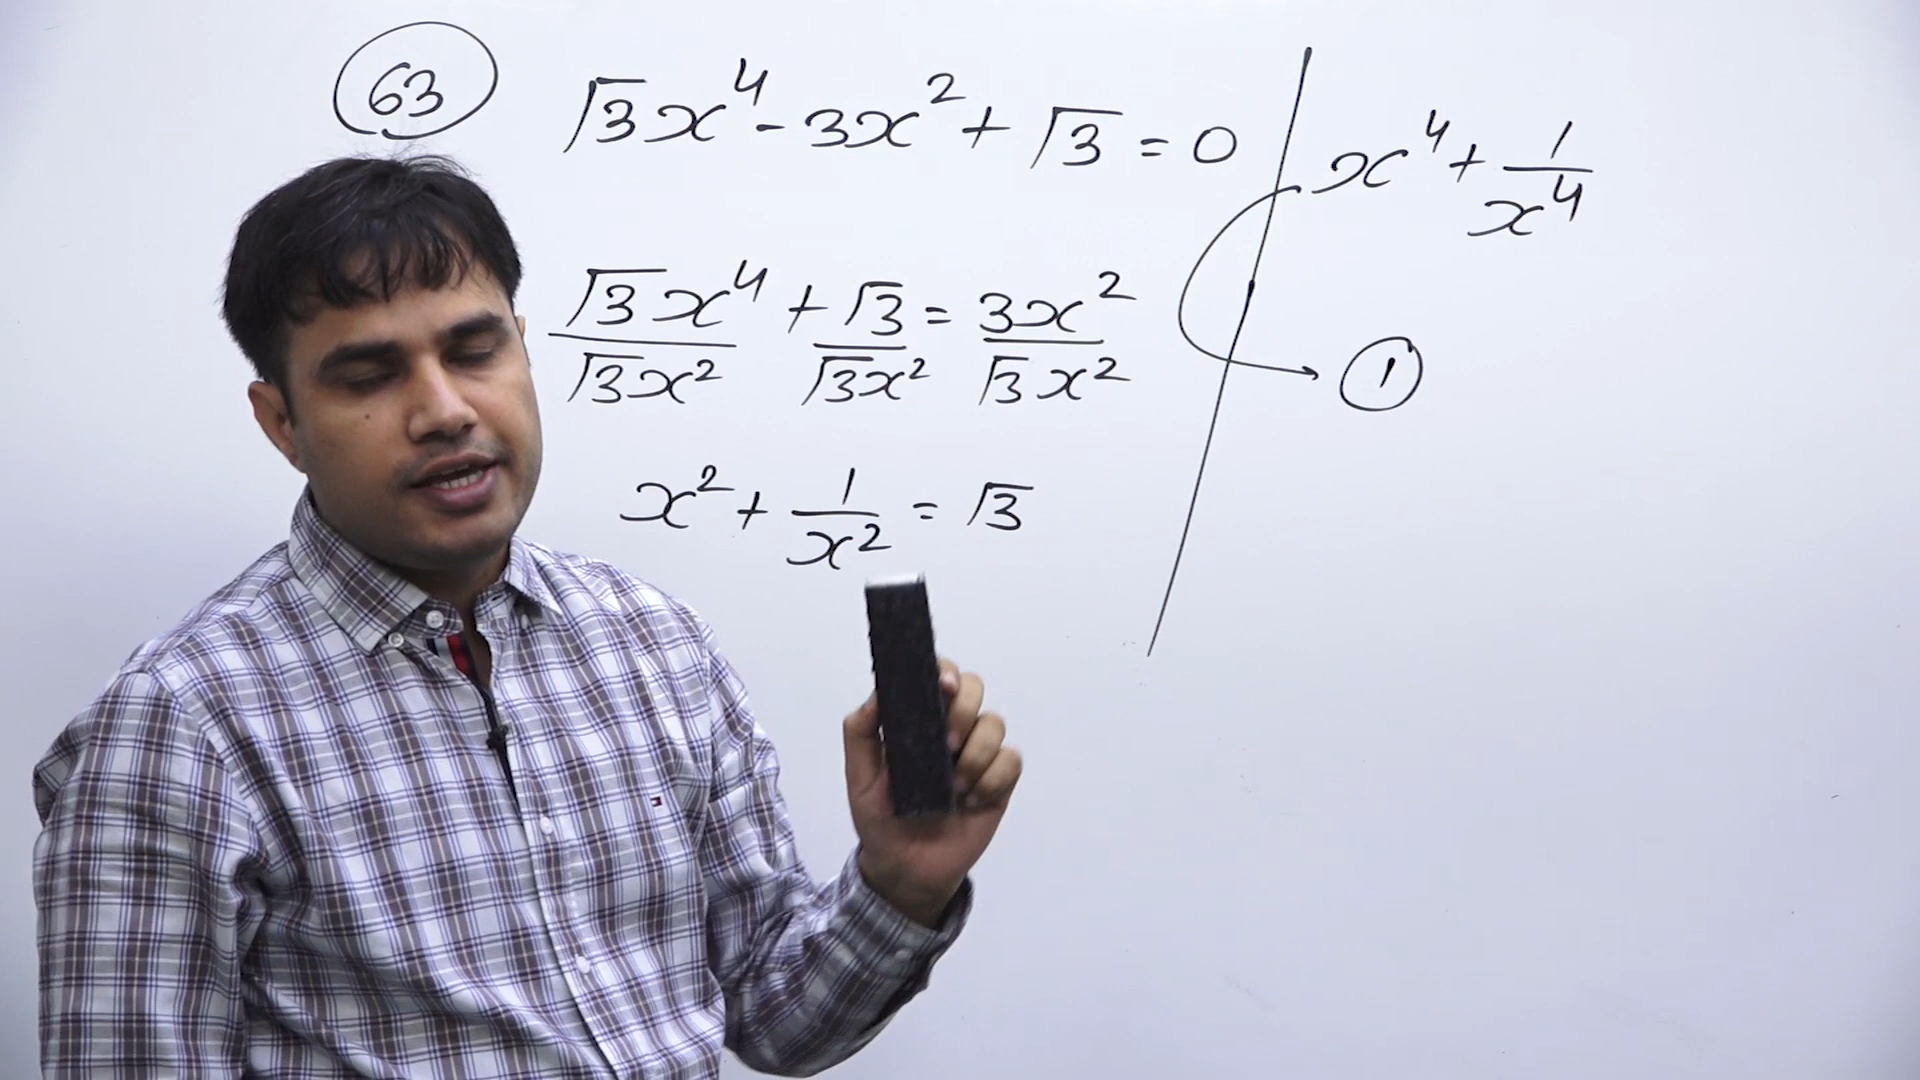 63
√3x⁴ - 3x² + √3 = 0
x⁴ + 1/x⁴
√3x⁴/√3x² + √3/√3x² = 3x²/√3x²
1
x² + 1/x² = √3